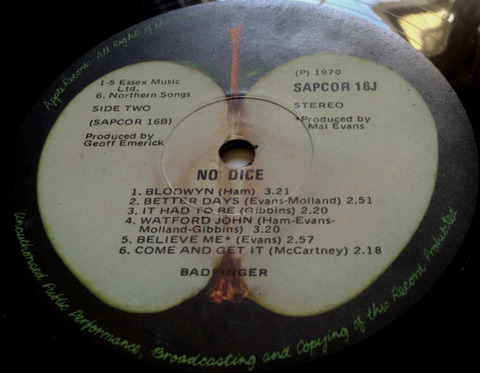 Apple Records - All Rights of the
1-5 Essex Music
Ltd.
6. Northern Songs
SIDE TWO
(SAPCOR 16B)
Produced by
Geoff Emerick
(P) 1970
SAPCOR 16J
STEREO
*Produced by
Mal Evans
NO DICE
1. BLODWYN (Ham) 3.21
2. BETTER DAYS (Evans-Molland) 2.51
3. IT HAD TO BE (Gibbins) 2.20
4. WATFORD JOHN (Ham-Evans-
Molland-Gibbins) 3.20
5. BELIEVE ME* (Evans) 2.57
6. COME AND GET IT (McCartney) 2.18
BADFINGER
Unauthorised Public Performance, Broadcasting and Copying of this Record Prohibited